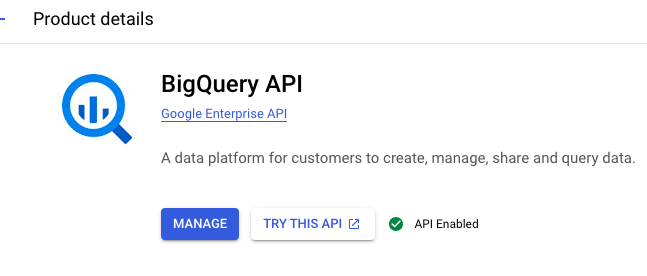 Product details
BigQuery API
Google Enterprise API
A data platform for customers to create, manage, share and query data.
MANAGE TRY THIS API API Enabled